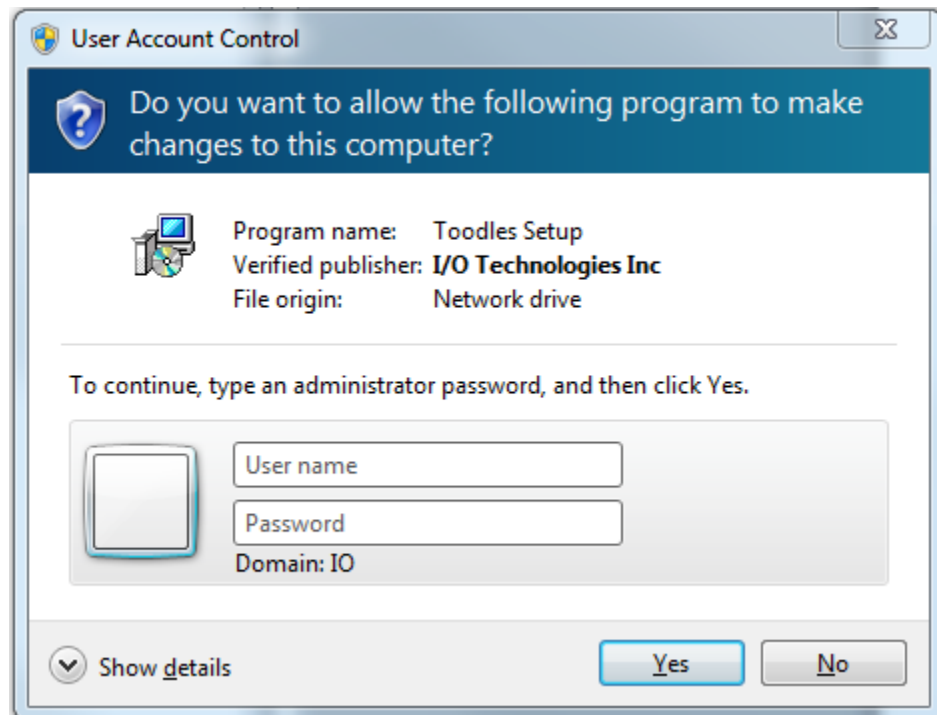 User Account Control
Do you want to allow the following program to make
changes to this computer?
Program name: Toodles Setup
Verified publisher: I/O Technologies Inc
File origin: Network drive
To continue, type an administrator password, and then click Yes.
User name
Password
Domain: IO
Show details
Yes
No